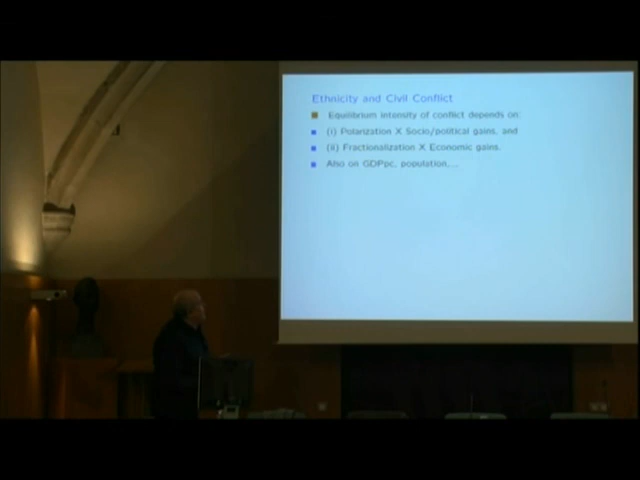 Ethnicity and Civil Conflict
Equilibrium intensity of conflict depends on:
(i) Polarization X Socio/political gains, and
(ii) Fractionalization X Economic gains.
Also on GDPpc, population,...